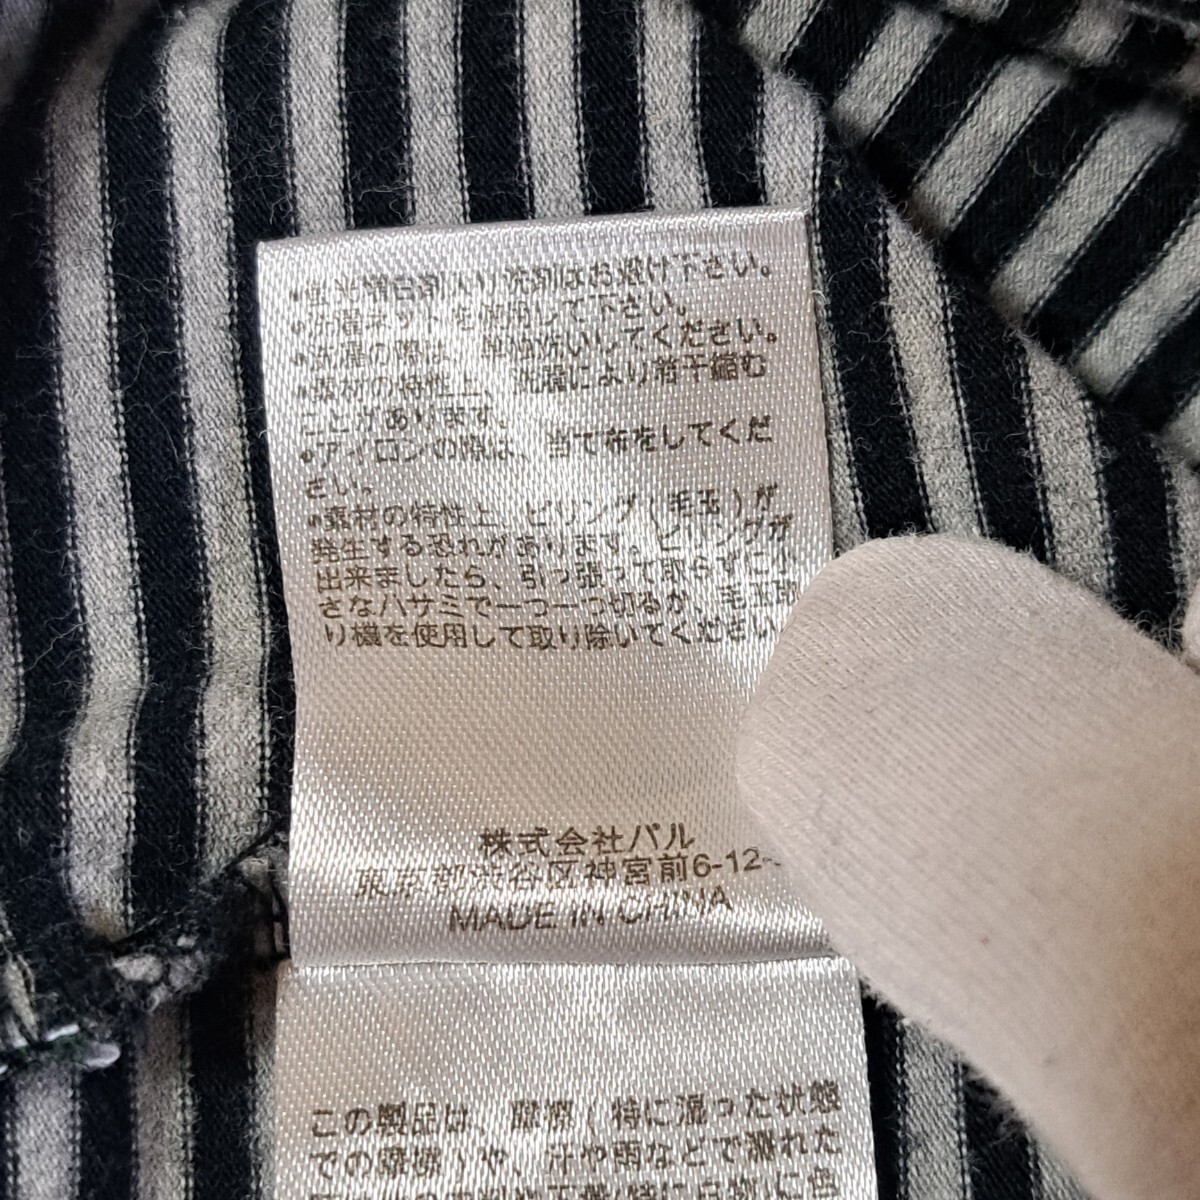 ●蛍光増白剤入り洗剤はお避け下さい。
●洗濯ネットを使用して下さい。
●洗濯の際は、単独洗いしてください。
●素材の特性上、洗濯により若干縮む
ことがあります。
●アイロンの際は、当て布をしてくだ
さい。
●素材の特性上、ピリング(毛玉)が
発生する恐れがあります。ピリングが
出来ましたら、引っ張って取らずに小
さなハサミで一つ一つ切るか、毛玉取
り機を使用して取り除いてください
株式会社パル
東京都渋谷区神宮前6-12-
MADE IN CHINA
この製品は、摩擦(特に湿った状態
での摩擦)や、汗や雨などで濡れた